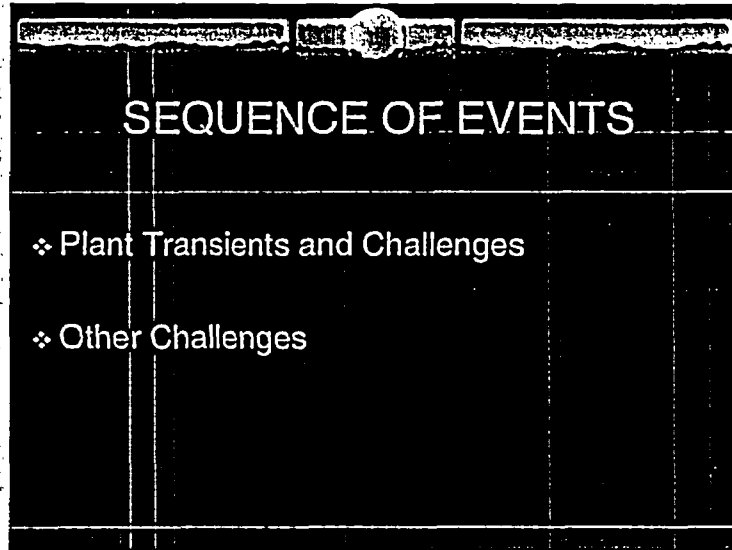 SEQUENCE OF EVENTS
❖ Plant Transients and Challenges
❖ Other Challenges